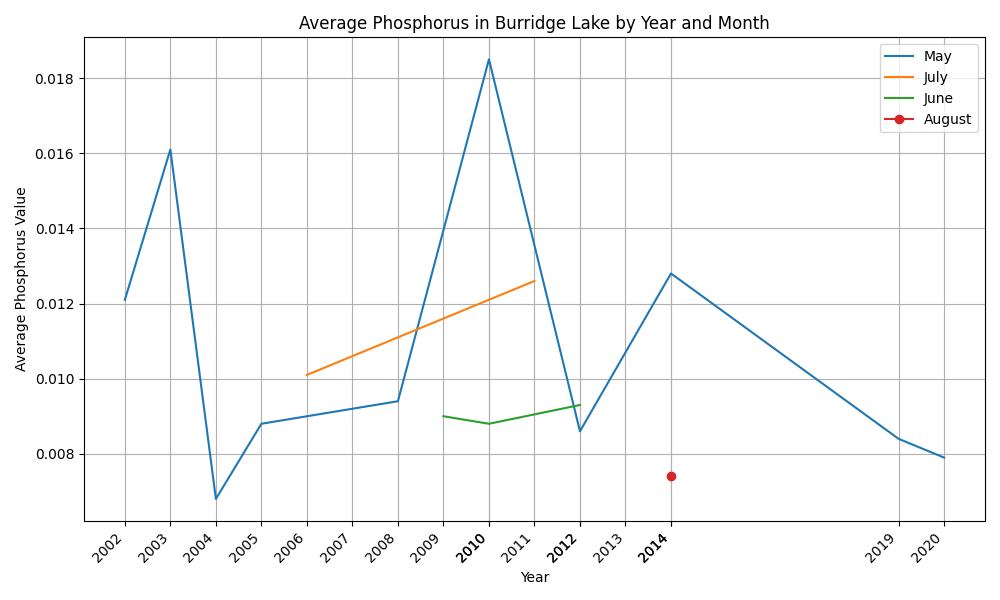 Average Phosphorus in Burridge Lake by Year and Month
May
July
June
August
0.018
0.016
0.014
0.012
0.010
0.008
Average Phosphorus Value
2002 2003 2004 2005 2006 2007 2008 2009 2010 2011 2012 2013 2014 2019 2020
Year